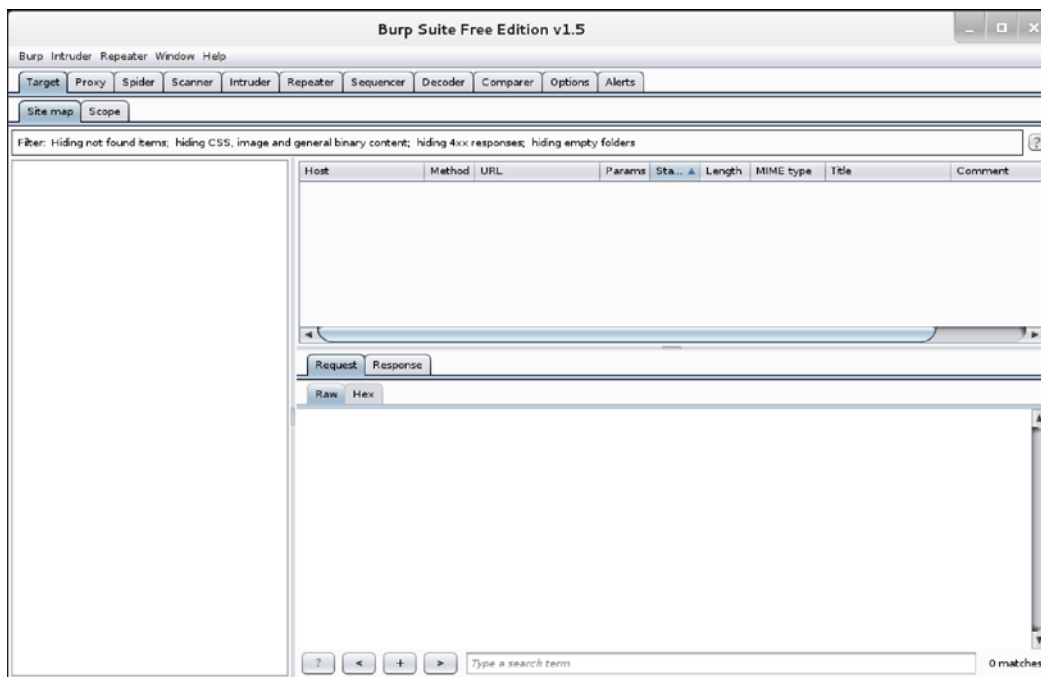 Burp Suite Free Edition v1.5
Burp Intruder Repeater Window Help
Target Proxy Spider Scanner Intruder Repeater Sequencer Decoder Comparer Options Alerts
Site map Scope
Filter: Hiding not found items; hiding CSS, image and general binary content; hiding 4xx responses; hiding empty folders
?
Host Method URL Params Sta... Length MIME type Title Comment
Request Response
Raw Hex
? < + > Type a search term 0 matches